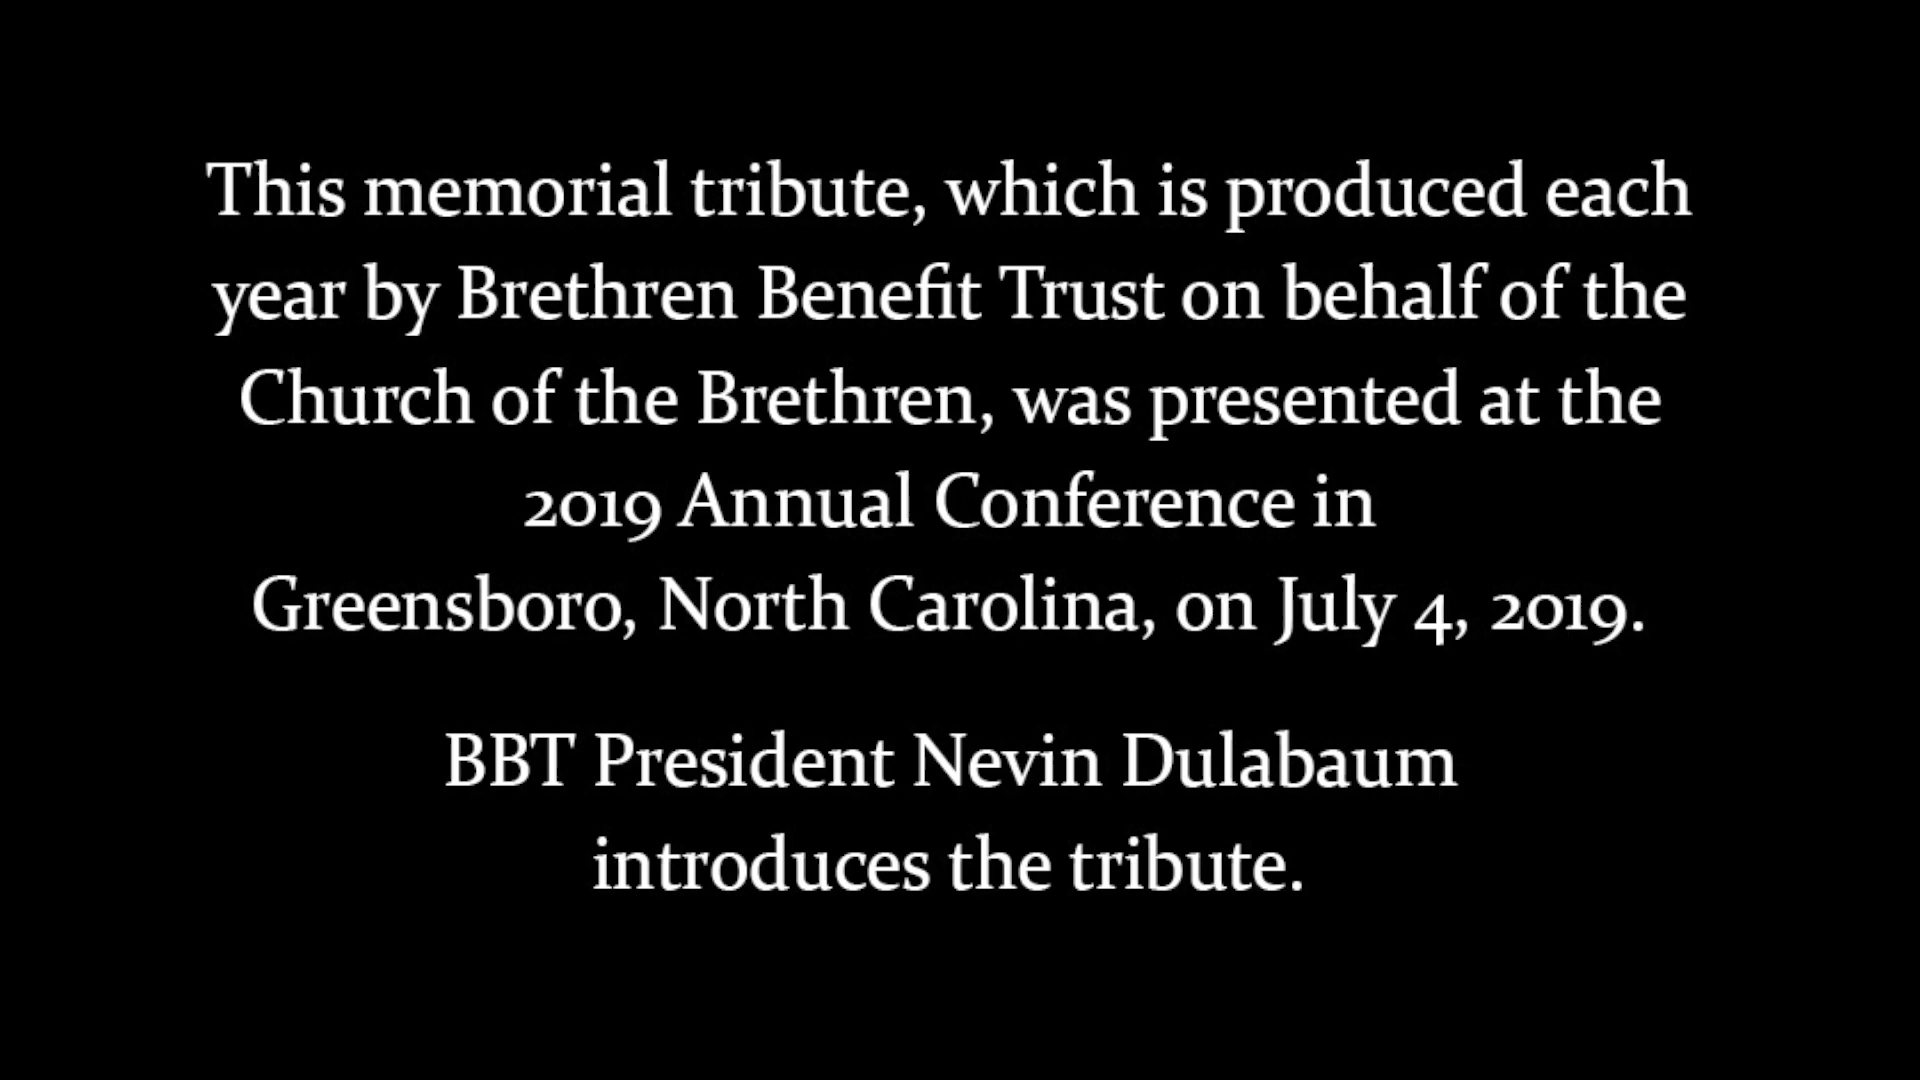 This memorial tribute, which is produced each
year by Brethren Benefit Trust on behalf of the
Church of the Brethren, was presented at the
2019 Annual Conference in
Greensboro, North Carolina, on July 4, 2019.
BBT President Nevin Dulabaum
introduces the tribute.